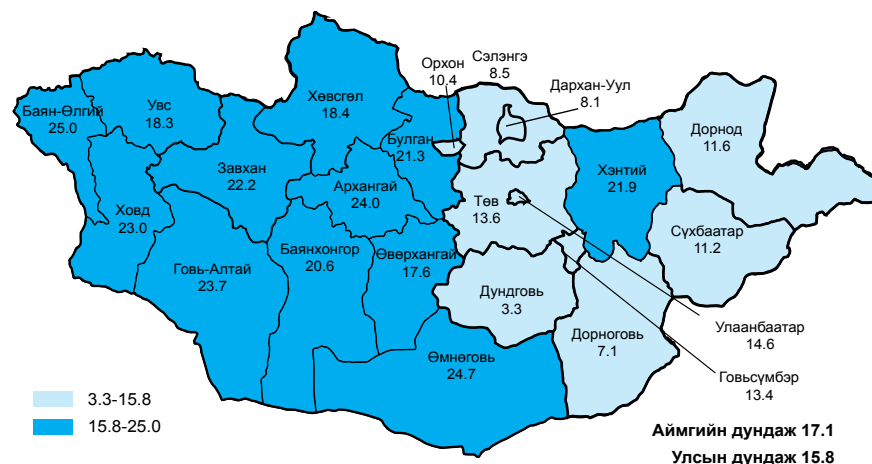 Орхон
10.4
Сэлэнгэ
8.5
Дархан-Уул
8.1
Баян-Өлгий
25.0
Увс
18.3
Хөвсгөл
18.4
Булган
21.3
Дорнод
11.6
Завхан
22.2
Архангай
24.0
Төв
13.6
Хэнтий
21.9
Ховд
23.0
Сүхбаатар
11.2
Говь-Алтай
23.7
Баянхонгор
20.6
Өвөрхангай
17.6
Дундговь
3.3
Дорноговь
7.1
Улаанбаатар
14.6
Өмнөговь
24.7
Говьсүмбэр
13.4
3.3-15.8
15.8-25.0
Аймгийн дундаж 17.1
Улсын дундаж 15.8